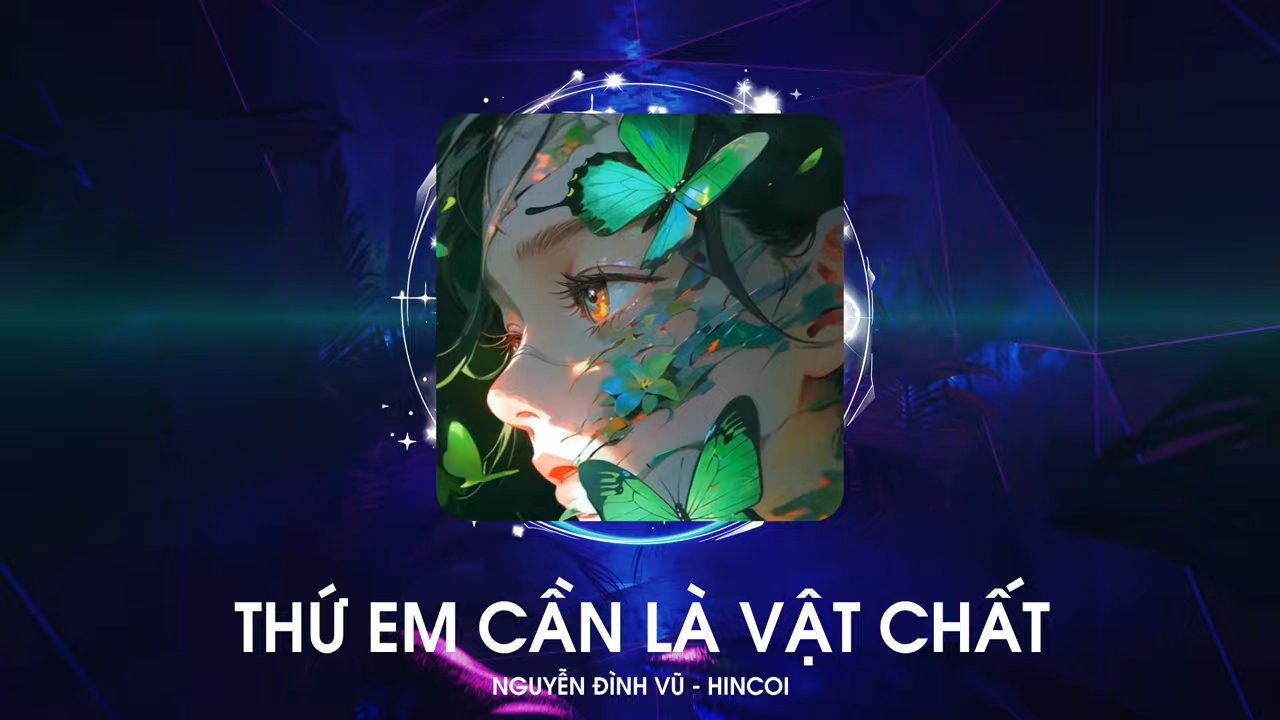 THỨ EM CẦN LÀ VẬT CHẤT
NGUYỄN ĐÌNH VŨ - HINCOI